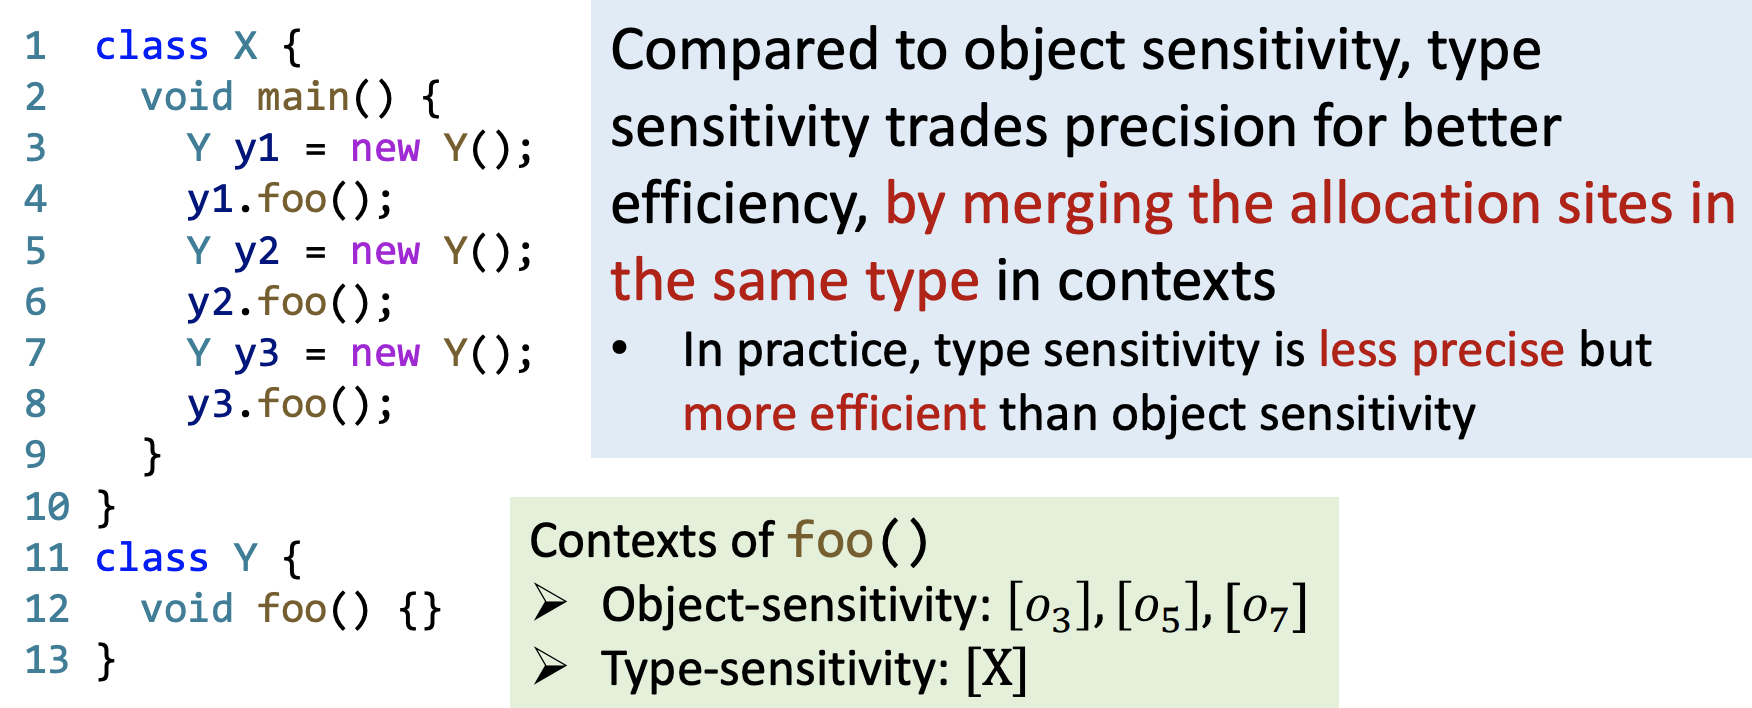 1 class X {
2 void main() {
3 Y y1 = new Y();
4 y1.foo();
5 Y y2 = new Y();
6 y2.foo();
7 Y y3 = new Y();
8 y3.foo();
9 }
10 }
11 class Y {
12 void foo() {}
13 }
Compared to object sensitivity, type
sensitivity trades precision for better
efficiency, by merging the allocation sites in
the same type in contexts
• In practice, type sensitivity is less precise but
more efficient than object sensitivity
Contexts of foo()
➢ Object-sensitivity: [o₃], [o₅], [o₇]
➢ Type-sensitivity: [X]